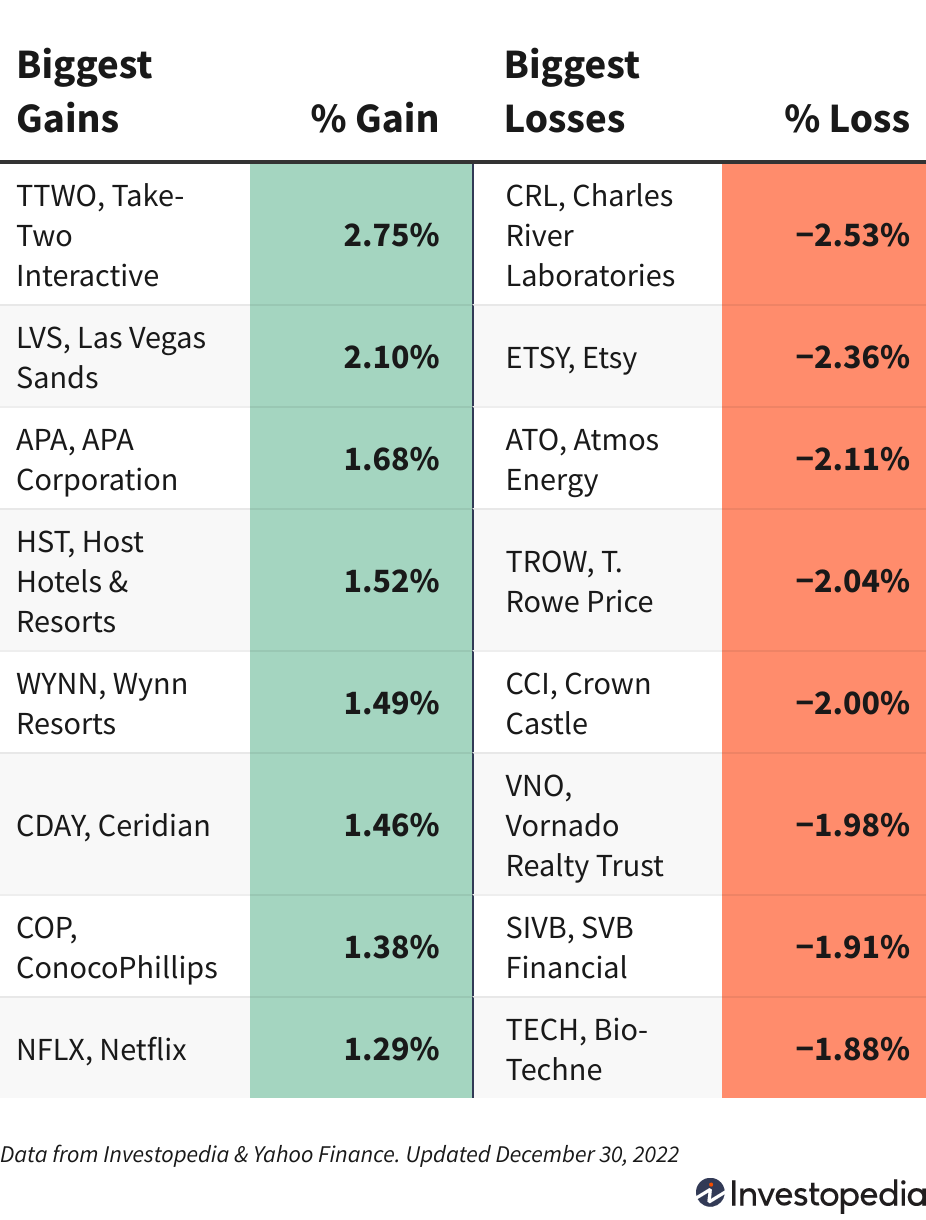 Biggest
Gains
% Gain
Biggest
Losses
% Loss
TTWO, Take-
Two
Interactive
2.75%
CRL, Charles
River
Laboratories
−2.53%
LVS, Las Vegas
Sands
2.10%
ETSY, Etsy
−2.36%
APA, APA
Corporation
1.68%
ATO, Atmos
Energy
−2.11%
HST, Host
Hotels &
Resorts
1.52%
TROW, T.
Rowe Price
−2.04%
WYNN, Wynn
Resorts
1.49%
CCI, Crown
Castle
−2.00%
CDAY, Ceridian
1.46%
VNO,
Vornado
Realty Trust
−1.98%
COP,
ConocoPhillips
1.38%
SIVB, SVB
Financial
−1.91%
NFLX, Netflix
1.29%
TECH, Bio-
Techne
−1.88%
Data from Investopedia & Yahoo Finance. Updated December 30, 2022
Investopedia